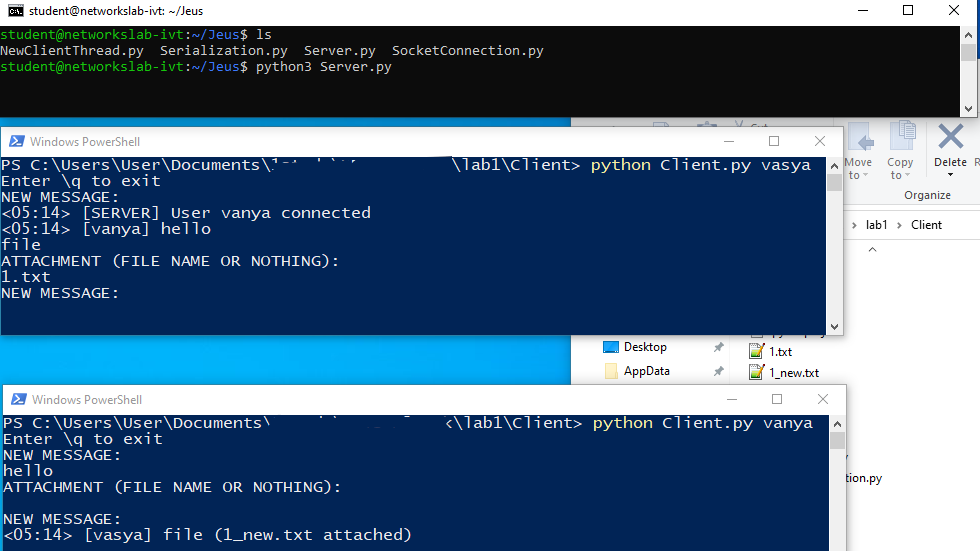 student@networkslab-ivt: ~/Jeus
student@networkslab-ivt:~/Jeus$ ls
NewClientThread.py  Serialization.py  Server.py  SocketConnection.py
student@networkslab-ivt:~/Jeus$ python3 Server.py
Windows PowerShell
PS C:\Users\User\Documents\ \lab1\Client> python Client.py vasya
Enter \q to exit
NEW MESSAGE:
<05:14> [SERVER] User vanya connected
<05:14> [vanya] hello
file
ATTACHMENT (FILE NAME OR NOTHING):
1.txt
NEW MESSAGE:
Move to
Copy to
Delete
Organize
lab1 > Client
Desktop
1.txt
AppData
1_new.txt
Windows PowerShell
PS C:\Users\User\Documents\ \lab1\Client> python Client.py vanya
Enter \q to exit
NEW MESSAGE:
hello
ATTACHMENT (FILE NAME OR NOTHING):
NEW MESSAGE:
<05:14> [vasya] file (1_new.txt attached)
tion.py